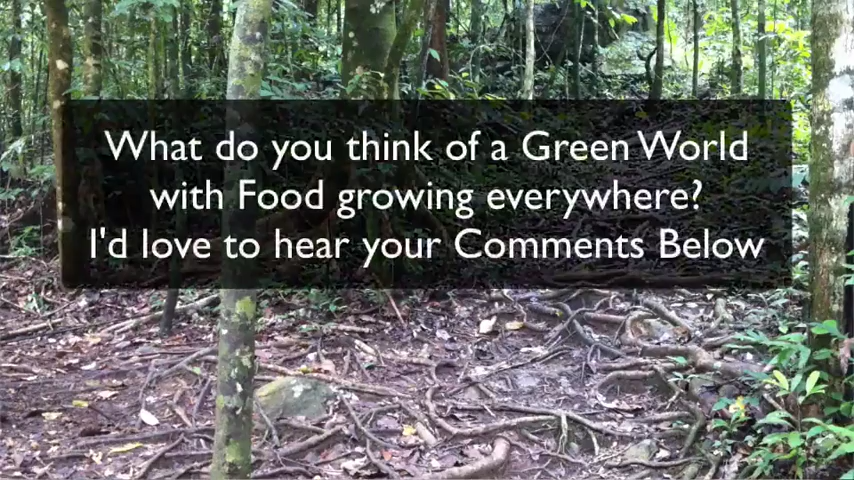 What do you think of a Green World
with Food growing everywhere?
I'd love to hear your Comments Below